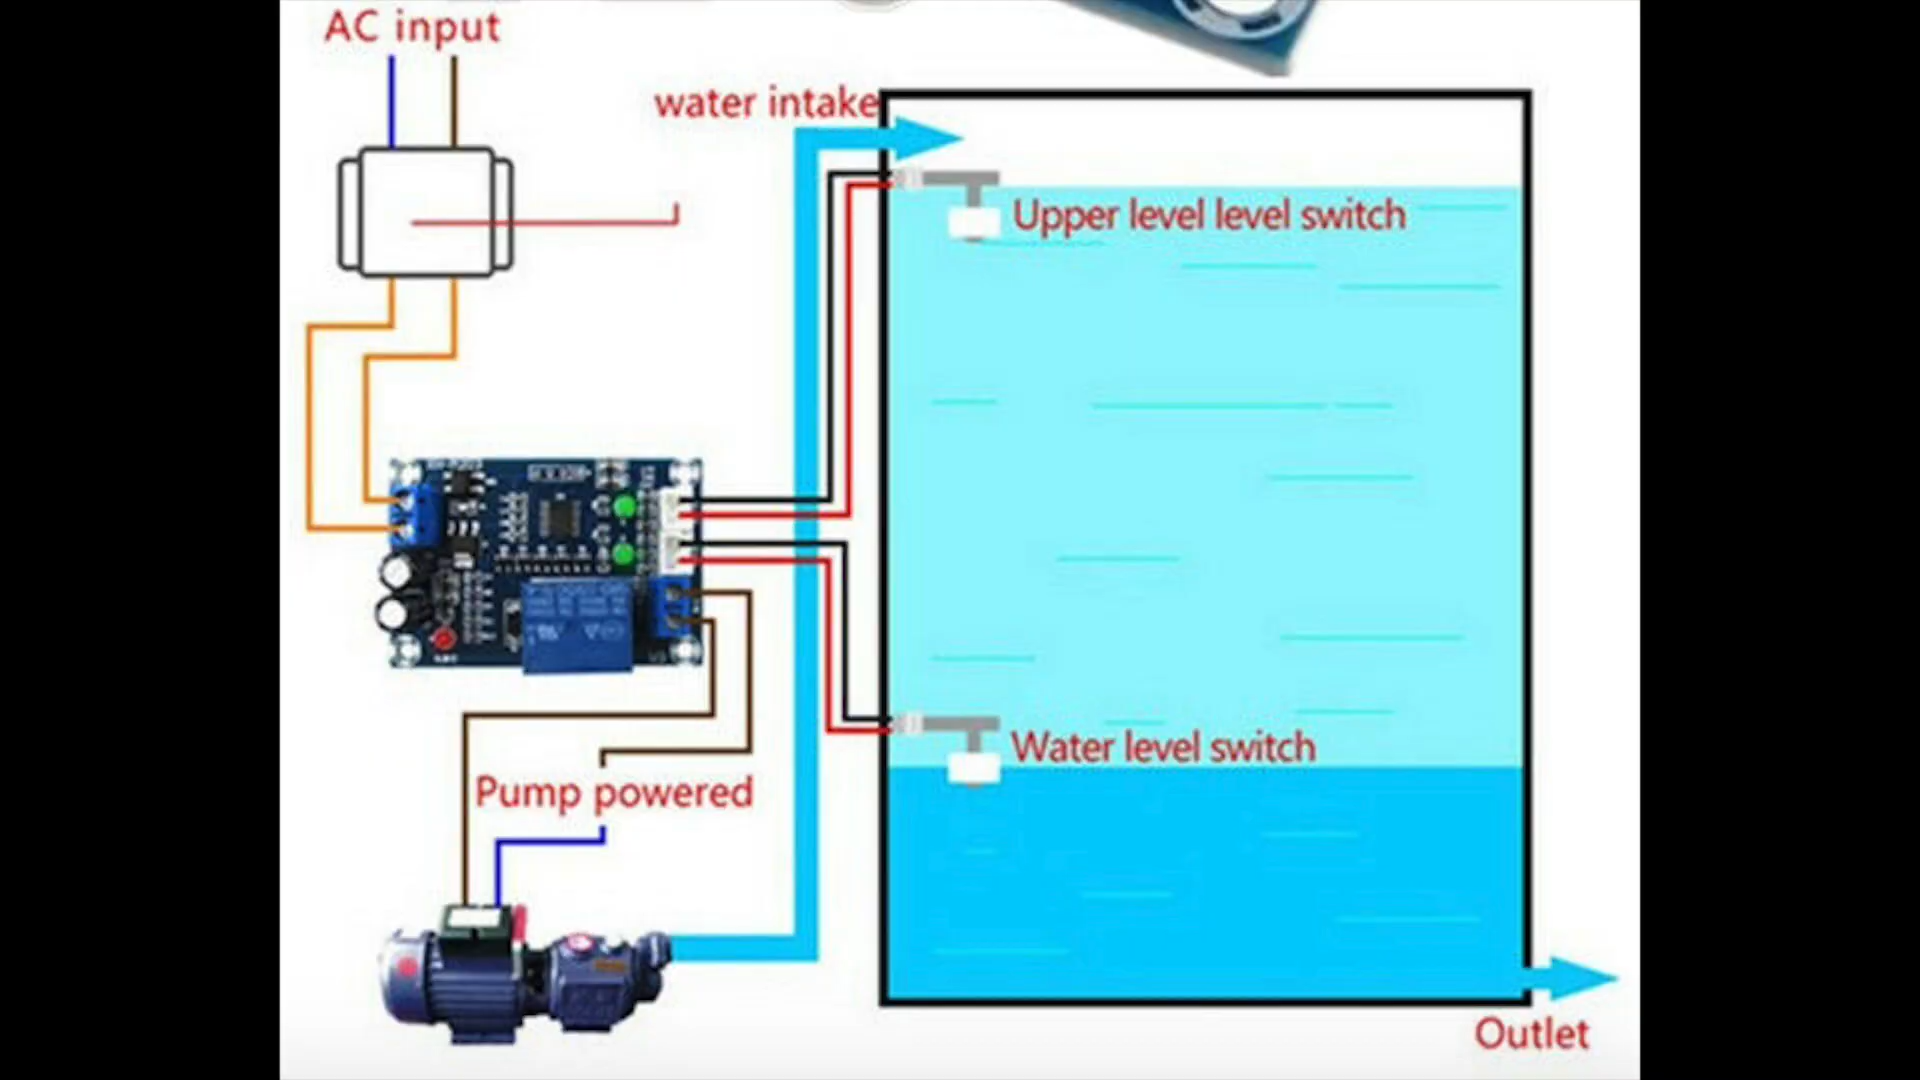 AC input
water intake
Upper level level switch
Water level switch
Pump powered
Outlet